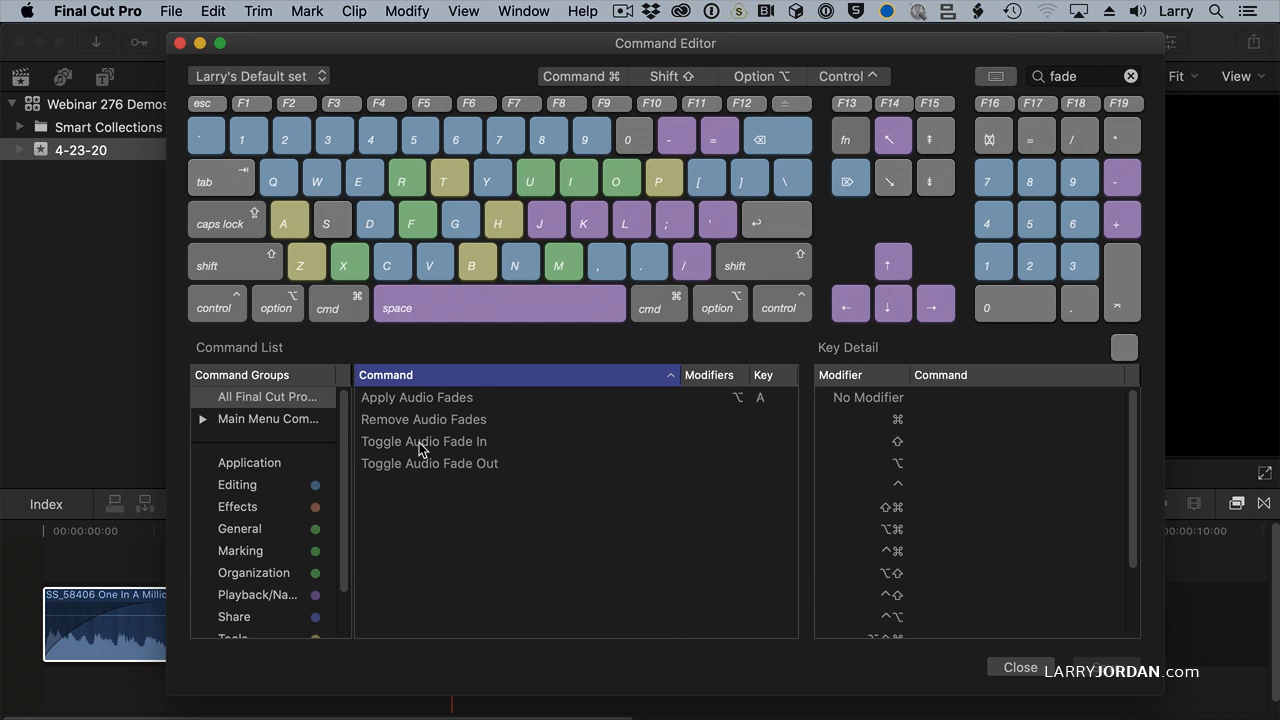 Final Cut Pro File Edit Trim Mark Clip Modify View Window Help Larry
Command Editor
Larry's Default set Command ⌘ Shift ⇧ Option ⌥ Control ^ fade Fit View
esc F1 F2 F3 F4 F5 F6 F7 F8 F9 F10 F11 F12 F13 F14 F15 F16 F17 F18 F19
Webinar 276 Demos
Smart Collections
4-23-20
` 1 2 3 4 5 6 7 8 9 0 - = ⌫ fn ↖ ⇞ = / *
tab ⇥ Q W E R T Y U I O P [ ] \ ⌦ ↘ ⇟ 7 8 9 -
caps lock A S D F G H J K L ; ' ↩ 4 5 6 +
shift ⇧ Z X C V B N M , . / shift ⇧ ↑ 1 2 3 ⌅
control ^ option ⌥ cmd ⌘ space cmd ⌘ option ⌥ control ^ ← ↓ → 0 .
Command List
Key Detail
Command Groups
All Final Cut Pro...
Main Menu Com...
Application
Editing
Effects
General
Marking
Organization
Playback/Na...
Share
Tools
Command Modifiers Key
Apply Audio Fades ⌥ A
Remove Audio Fades
Toggle Audio Fade In
Toggle Audio Fade Out
Modifier Command
No Modifier
⌘
⇧
⌥
^
⇧⌘
⌥⌘
^⌘
⌥⇧
^⇧
^⌥
Close
Index
00:00:00:00
00:00:10:00
SS_58406 One In A Millio
LARRYJORDAN.com